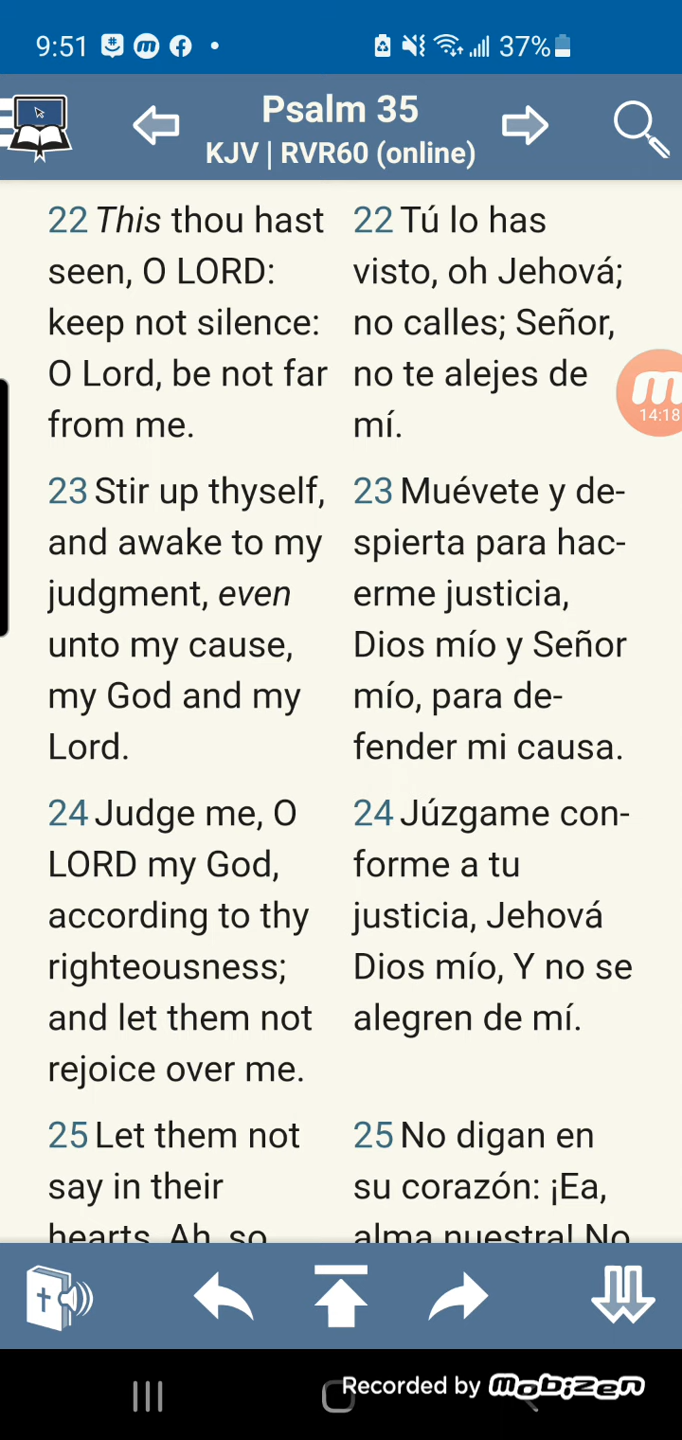 9:51
37%
Psalm 35
KJV | RVR60 (online)
22 This thou hast
seen, O LORD:
keep not silence:
O Lord, be not far
from me.
23 Stir up thyself,
and awake to my
judgment, even
unto my cause,
my God and my
Lord.
24 Judge me, O
LORD my God,
according to thy
righteousness;
and let them not
rejoice over me.
25 Let them not
say in their
hearts, Ah, so
22 Tú lo has
visto, oh Jehová;
no calles; Señor,
no te alejes de
mí.
23 Muévete y de-
spierta para hac-
erme justicia,
Dios mío y Señor
mío, para de-
fender mi causa.
24 Júzgame con-
forme a tu
justicia, Jehová
Dios mío, Y no se
alegren de mí.
25 No digan en
su corazón: ¡Ea,
alma nuestra! No
14:18
Recorded by mobizen